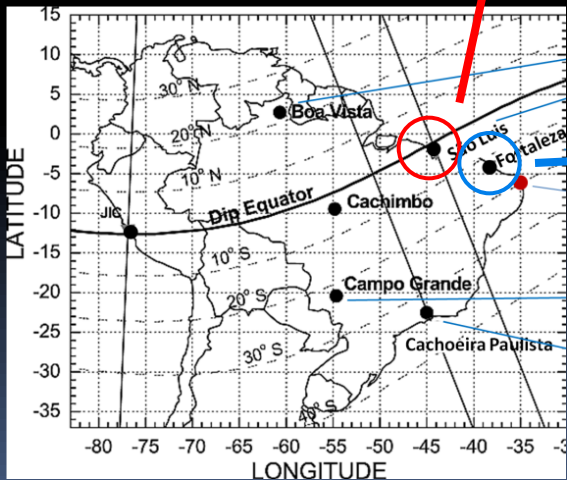 15
10
5
0
-5
-10
-15
-20
-25
-30
-35
LATITUDE
30° N
20° N
10° N
Boa Vista
São Luis
Fortaleza
JIC
Dip Equator
Cachimbo
10° S
Campo Grande
20° S
Cachoeira Paulista
30° S
40° S
-80 -75 -70 -65 -60 -55 -50 -45 -40 -35
LONGITUDE